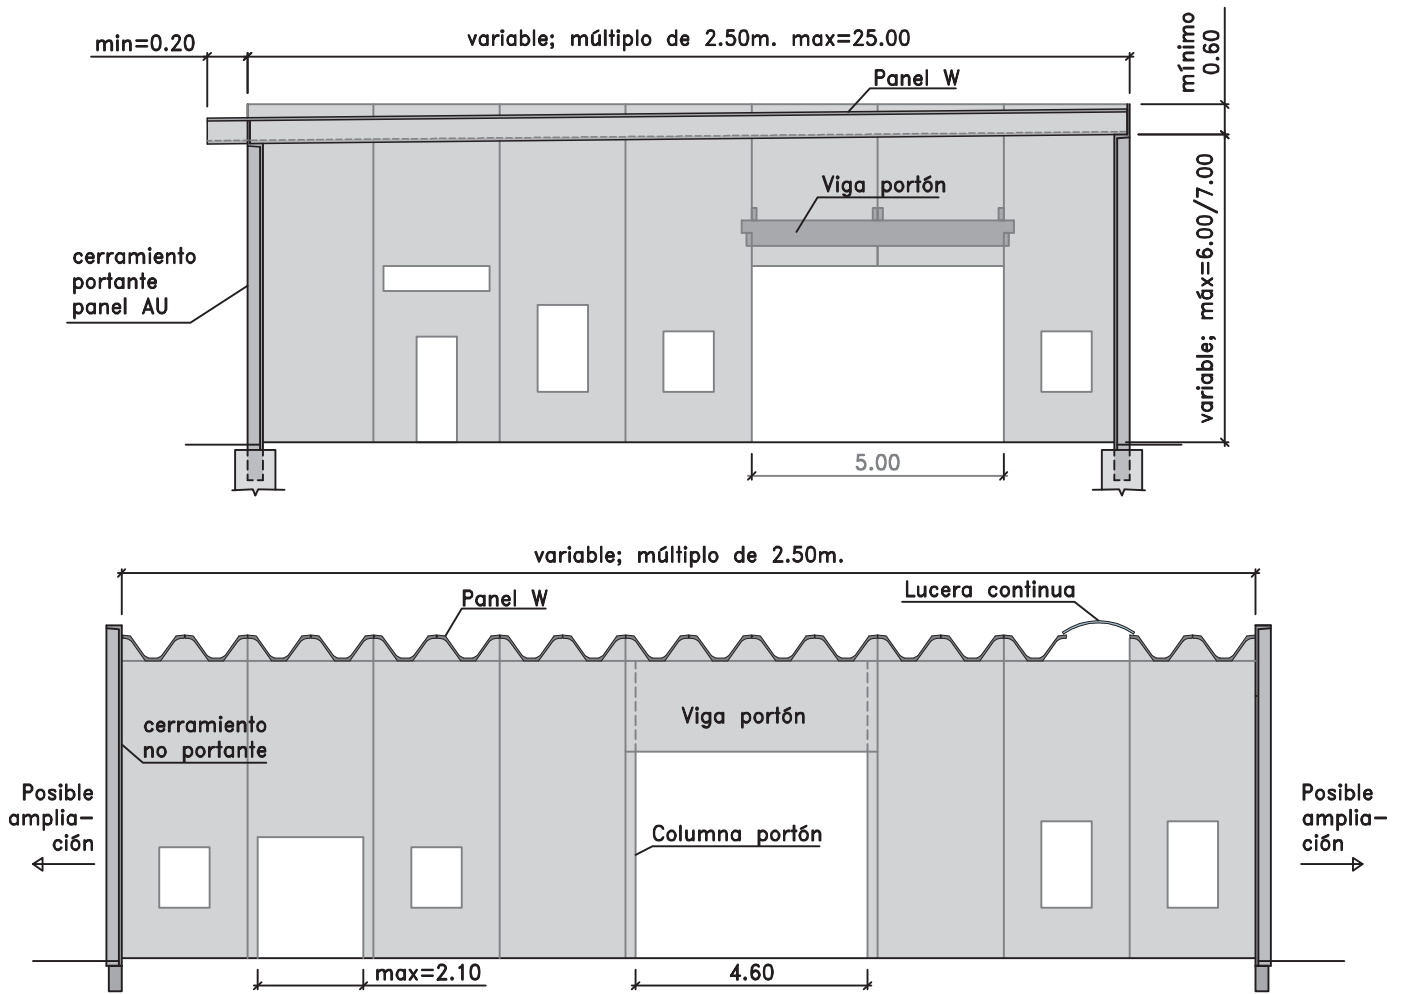 min=0.20
variable; múltiplo de 2.50m. max=25.00
mínimo
0.60
Panel W
Viga portón
variable; máx=6.00/7.00
cerramiento
portante
panel AU
5.00
variable; múltiplo de 2.50m.
Panel W
Lucera continua
Viga portón
cerramiento
no portante
Posible
amplia-
ción
Columna portón
Posible
amplia-
ción
max=2.10
4.60